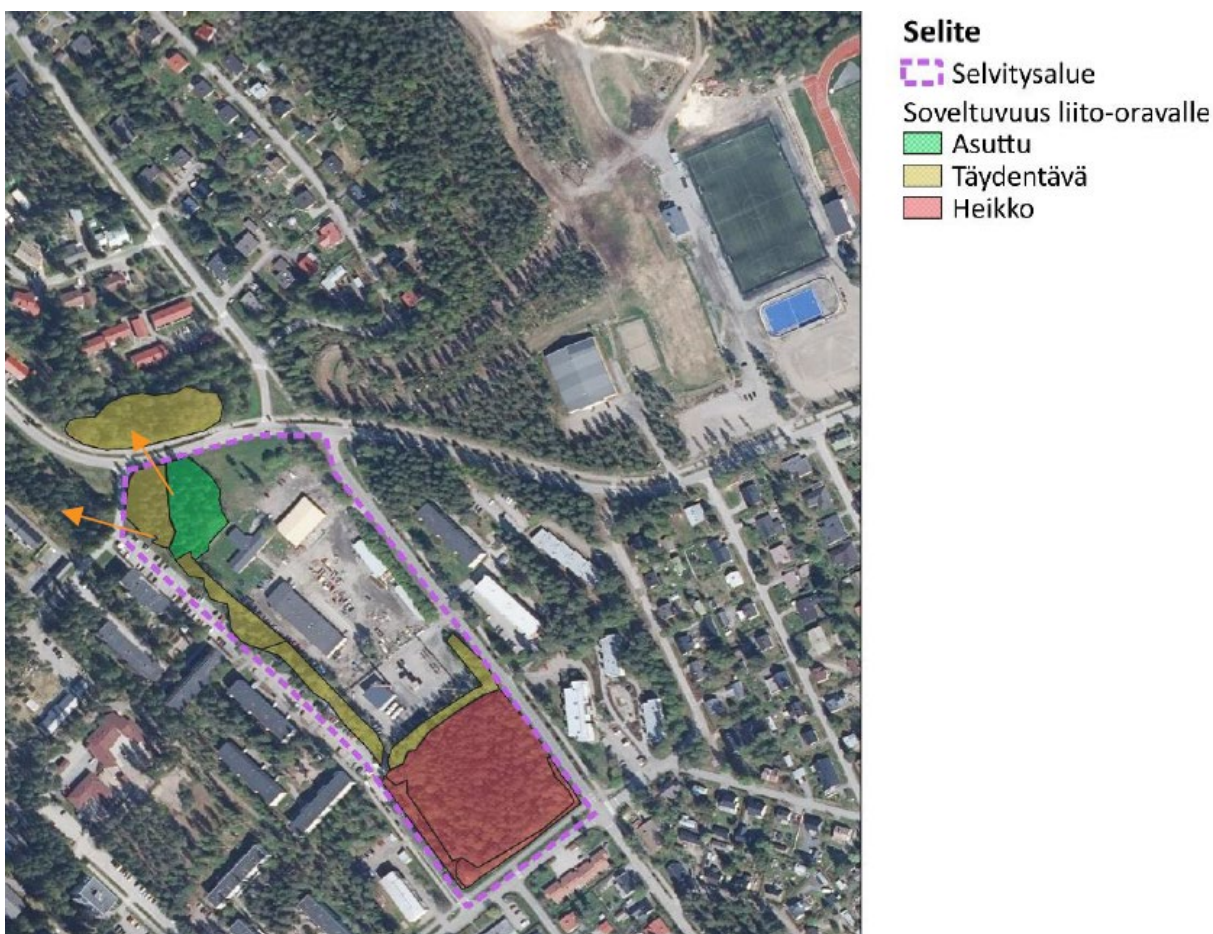 Selite
Selvitysalue
Soveltuvuus liito-oravalle
Asuttu
Täydentävä
Heikko